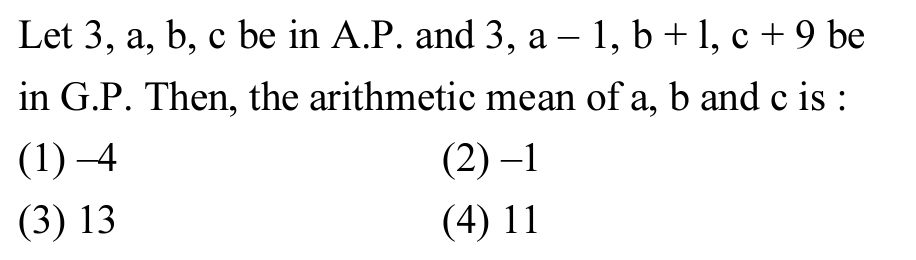 Let 3, a, b, c be in A.P. and 3, a – 1, b + l, c + 9 be
in G.P. Then, the arithmetic mean of a, b and c is :
(1) –4 (2) –1
(3) 13 (4) 11